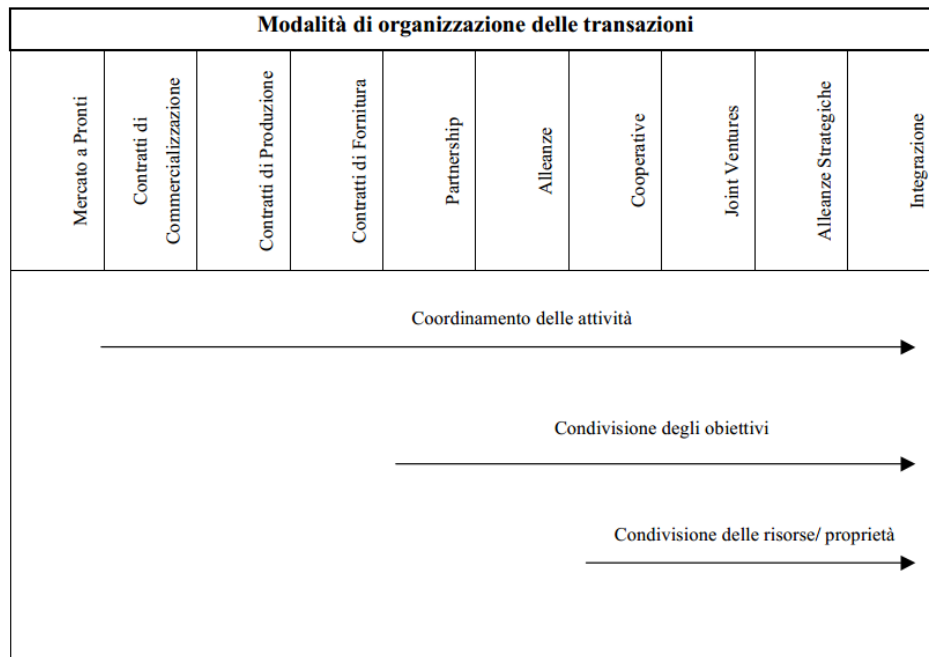 Modalità di organizzazione delle transazioni
Mercato a Pronti
Contratti di
Commercializzazione
Contratti di Produzione
Contratti di Fornitura
Partnership
Alleanze
Cooperative
Joint Ventures
Alleanze Strategiche
Integrazione
Coordinamento delle attività
Condivisione degli obiettivi
Condivisione delle risorse/ proprietà